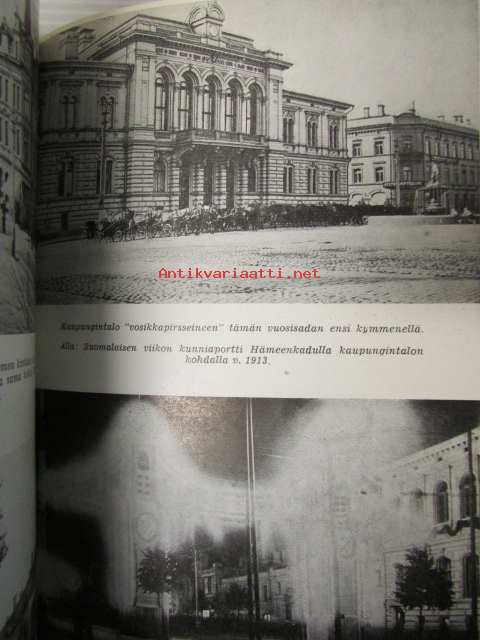 Antikvariaatti.net
Kaupungintalo "vosikkapirsseineen" tämän vuosisadan ensi kymmenellä.
Alla: Suomalaisen viikon kunniaportti Hämeenkadulla kaupungintalon
kohdalla v. 1913.